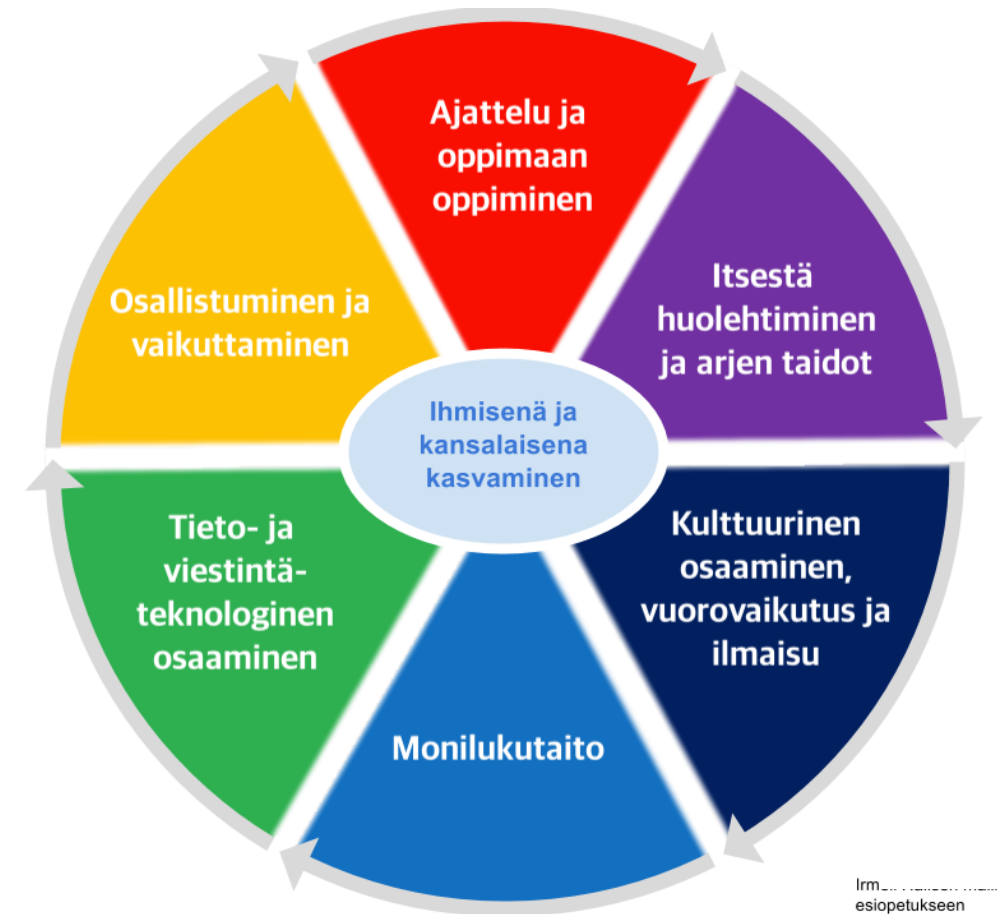 Ajattelu ja
oppimaan
oppiminen
Itsestä
huolehtiminen
ja arjen taidot
Kulttuurinen
osaaminen,
vuorovaikutus ja
ilmaisu
Monilukutaito
Tieto- ja
viestintä-
teknologinen
osaaminen
Osallistuminen ja
vaikuttaminen
Ihmisenä ja
kansalaisena
kasvaminen
esiopetukseen